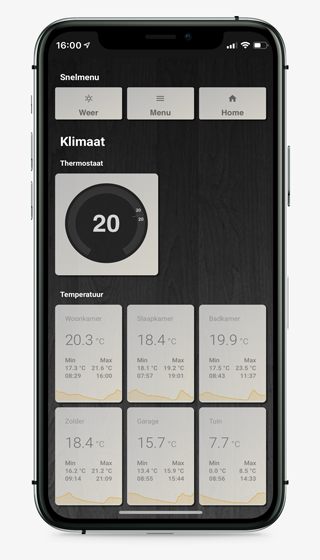 16:00
Snelmenu
Weer Menu Home
Klimaat
Thermostaat
20
20
20
Temperatuur
Woonkamer Slaapkamer Badkamer
20.3 °C 18.4 °C 19.9 °C
Min Max Min Max Min Max
17.3 °C 21.6 °C 18.1 °C 19.2 °C 17.5 °C 23.5 °C
08:29 16:00 07:57 19:01 08:43 11:37
Zolder Garage Tuin
18.4 °C 15.7 °C 7.7 °C
Min Max Min Max Min Max
16.2 °C 21.2 °C 13.4 °C 15.9 °C 0.0 °C 8.5 °C
09:14 21:09 08:55 15:44 08:56 14:33